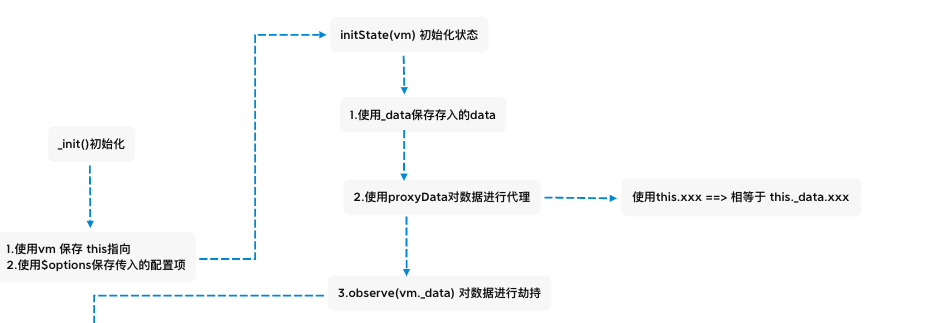 _init()初始化
1.使用vm 保存 this指向
2.使用$options保存传入的配置项
initState(vm) 初始化状态
1.使用_data保存存入的data
2.使用proxyData对数据进行代理
使用this.xxx ==> 相等于 this._data.xxx
3.observe(vm._data) 对数据进行劫持